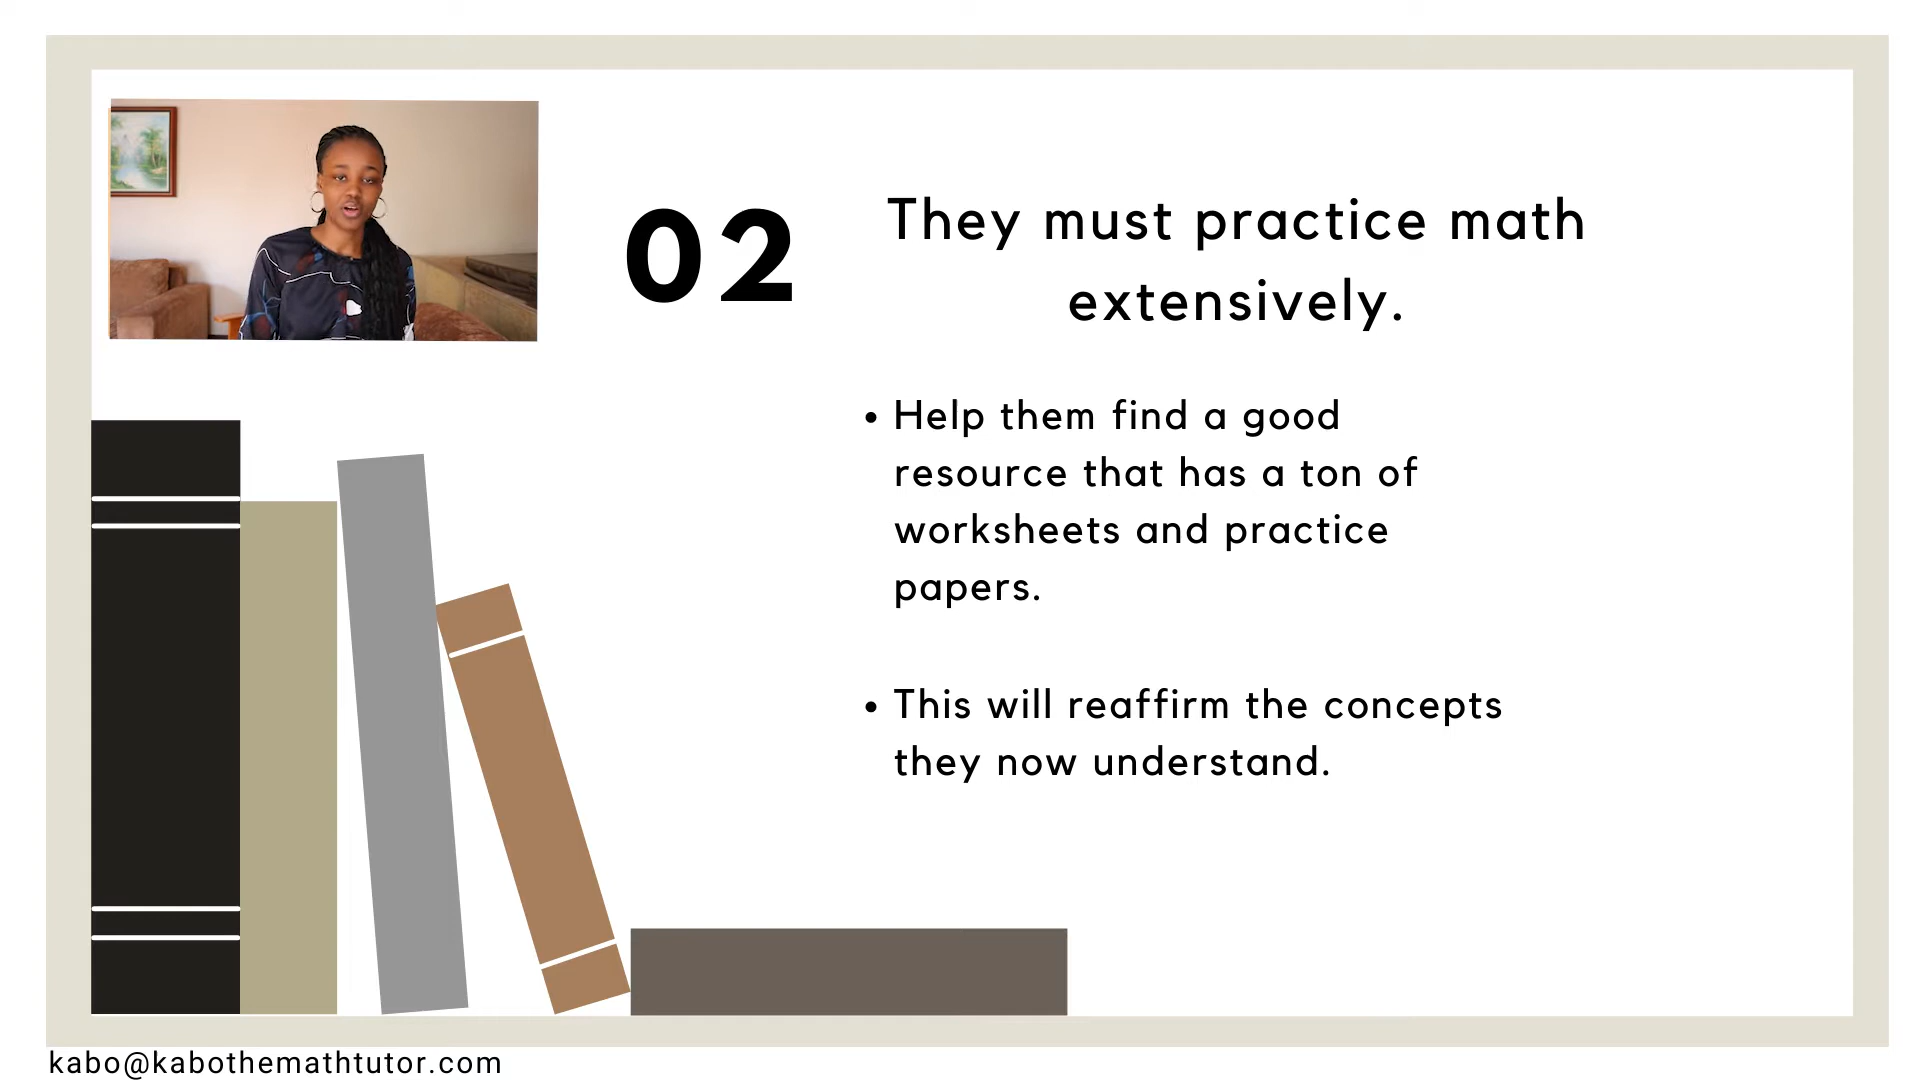 02
They must practice math
extensively.
• Help them find a good
resource that has a ton of
worksheets and practice
papers.
• This will reaffirm the concepts
they now understand.
kabo@kabothemathtutor.com